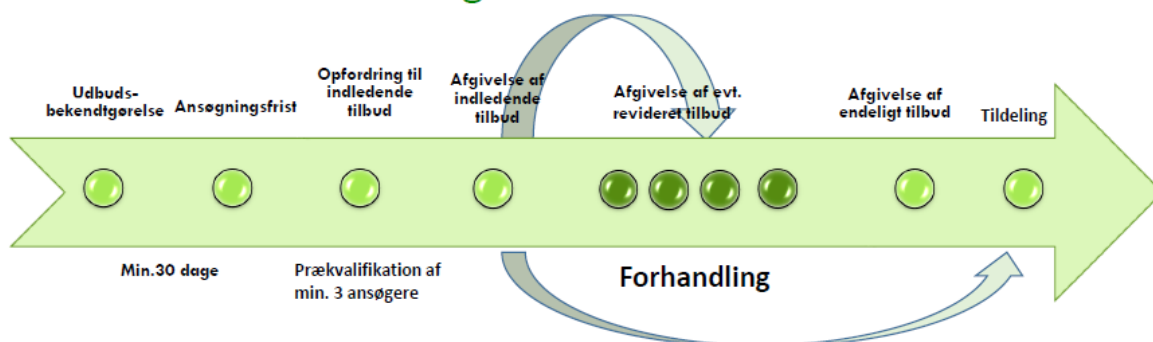 Udbuds-
bekendtgørelse
Ansøgningsfrist
Opfordring til
indledende
tilbud
Afgivelse af
indledende
tilbud
Afgivelse af evt.
revideret tilbud
Afgivelse af
endeligt tilbud
Tildeling
Min.30 dage
Prækvalifikation af
min. 3 ansøgere
Forhandling